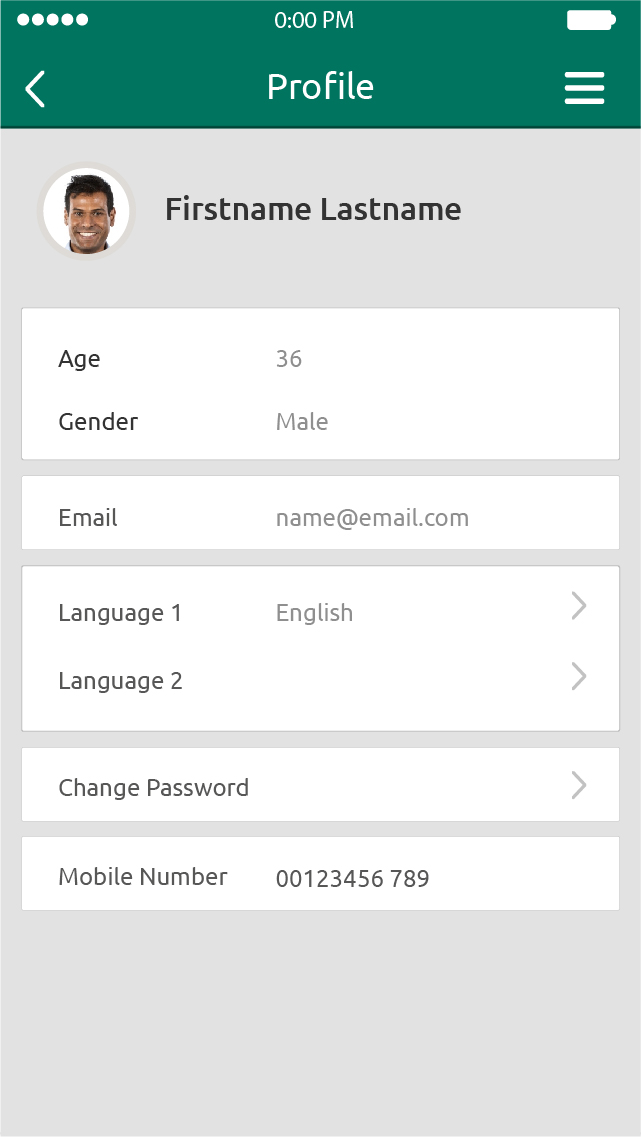 0:00 PM
Profile
Firstname Lastname
Age 36
Gender Male
Email name@email.com
Language 1 English
Language 2
Change Password
Mobile Number 00123456 789